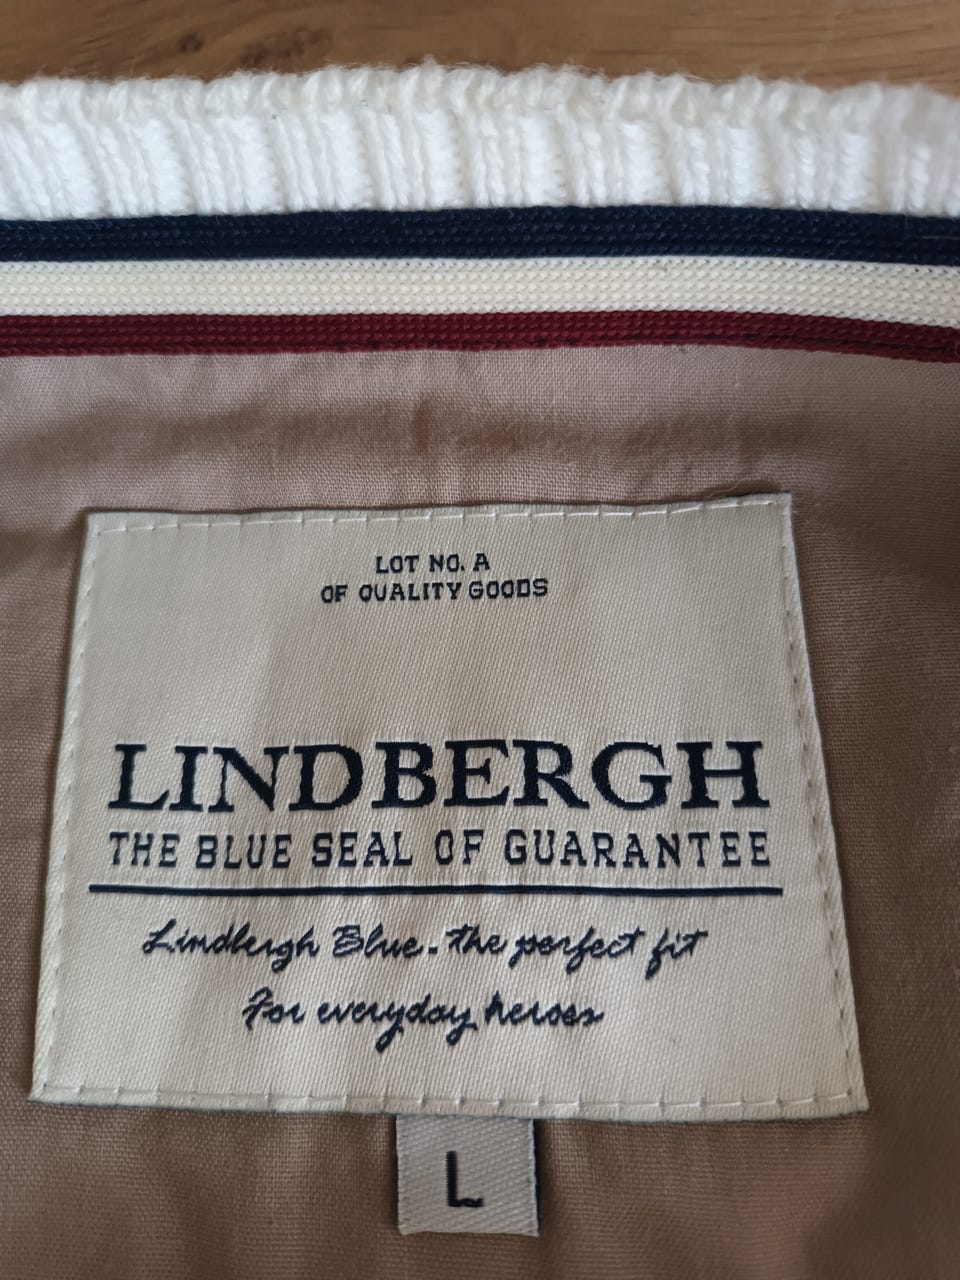 LOT NO. A
OF QUALITY GOODS
LINDBERGH
THE BLUE SEAL OF GUARANTEE
Lindbergh Blue. the perfect fit
For everyday heroes
L